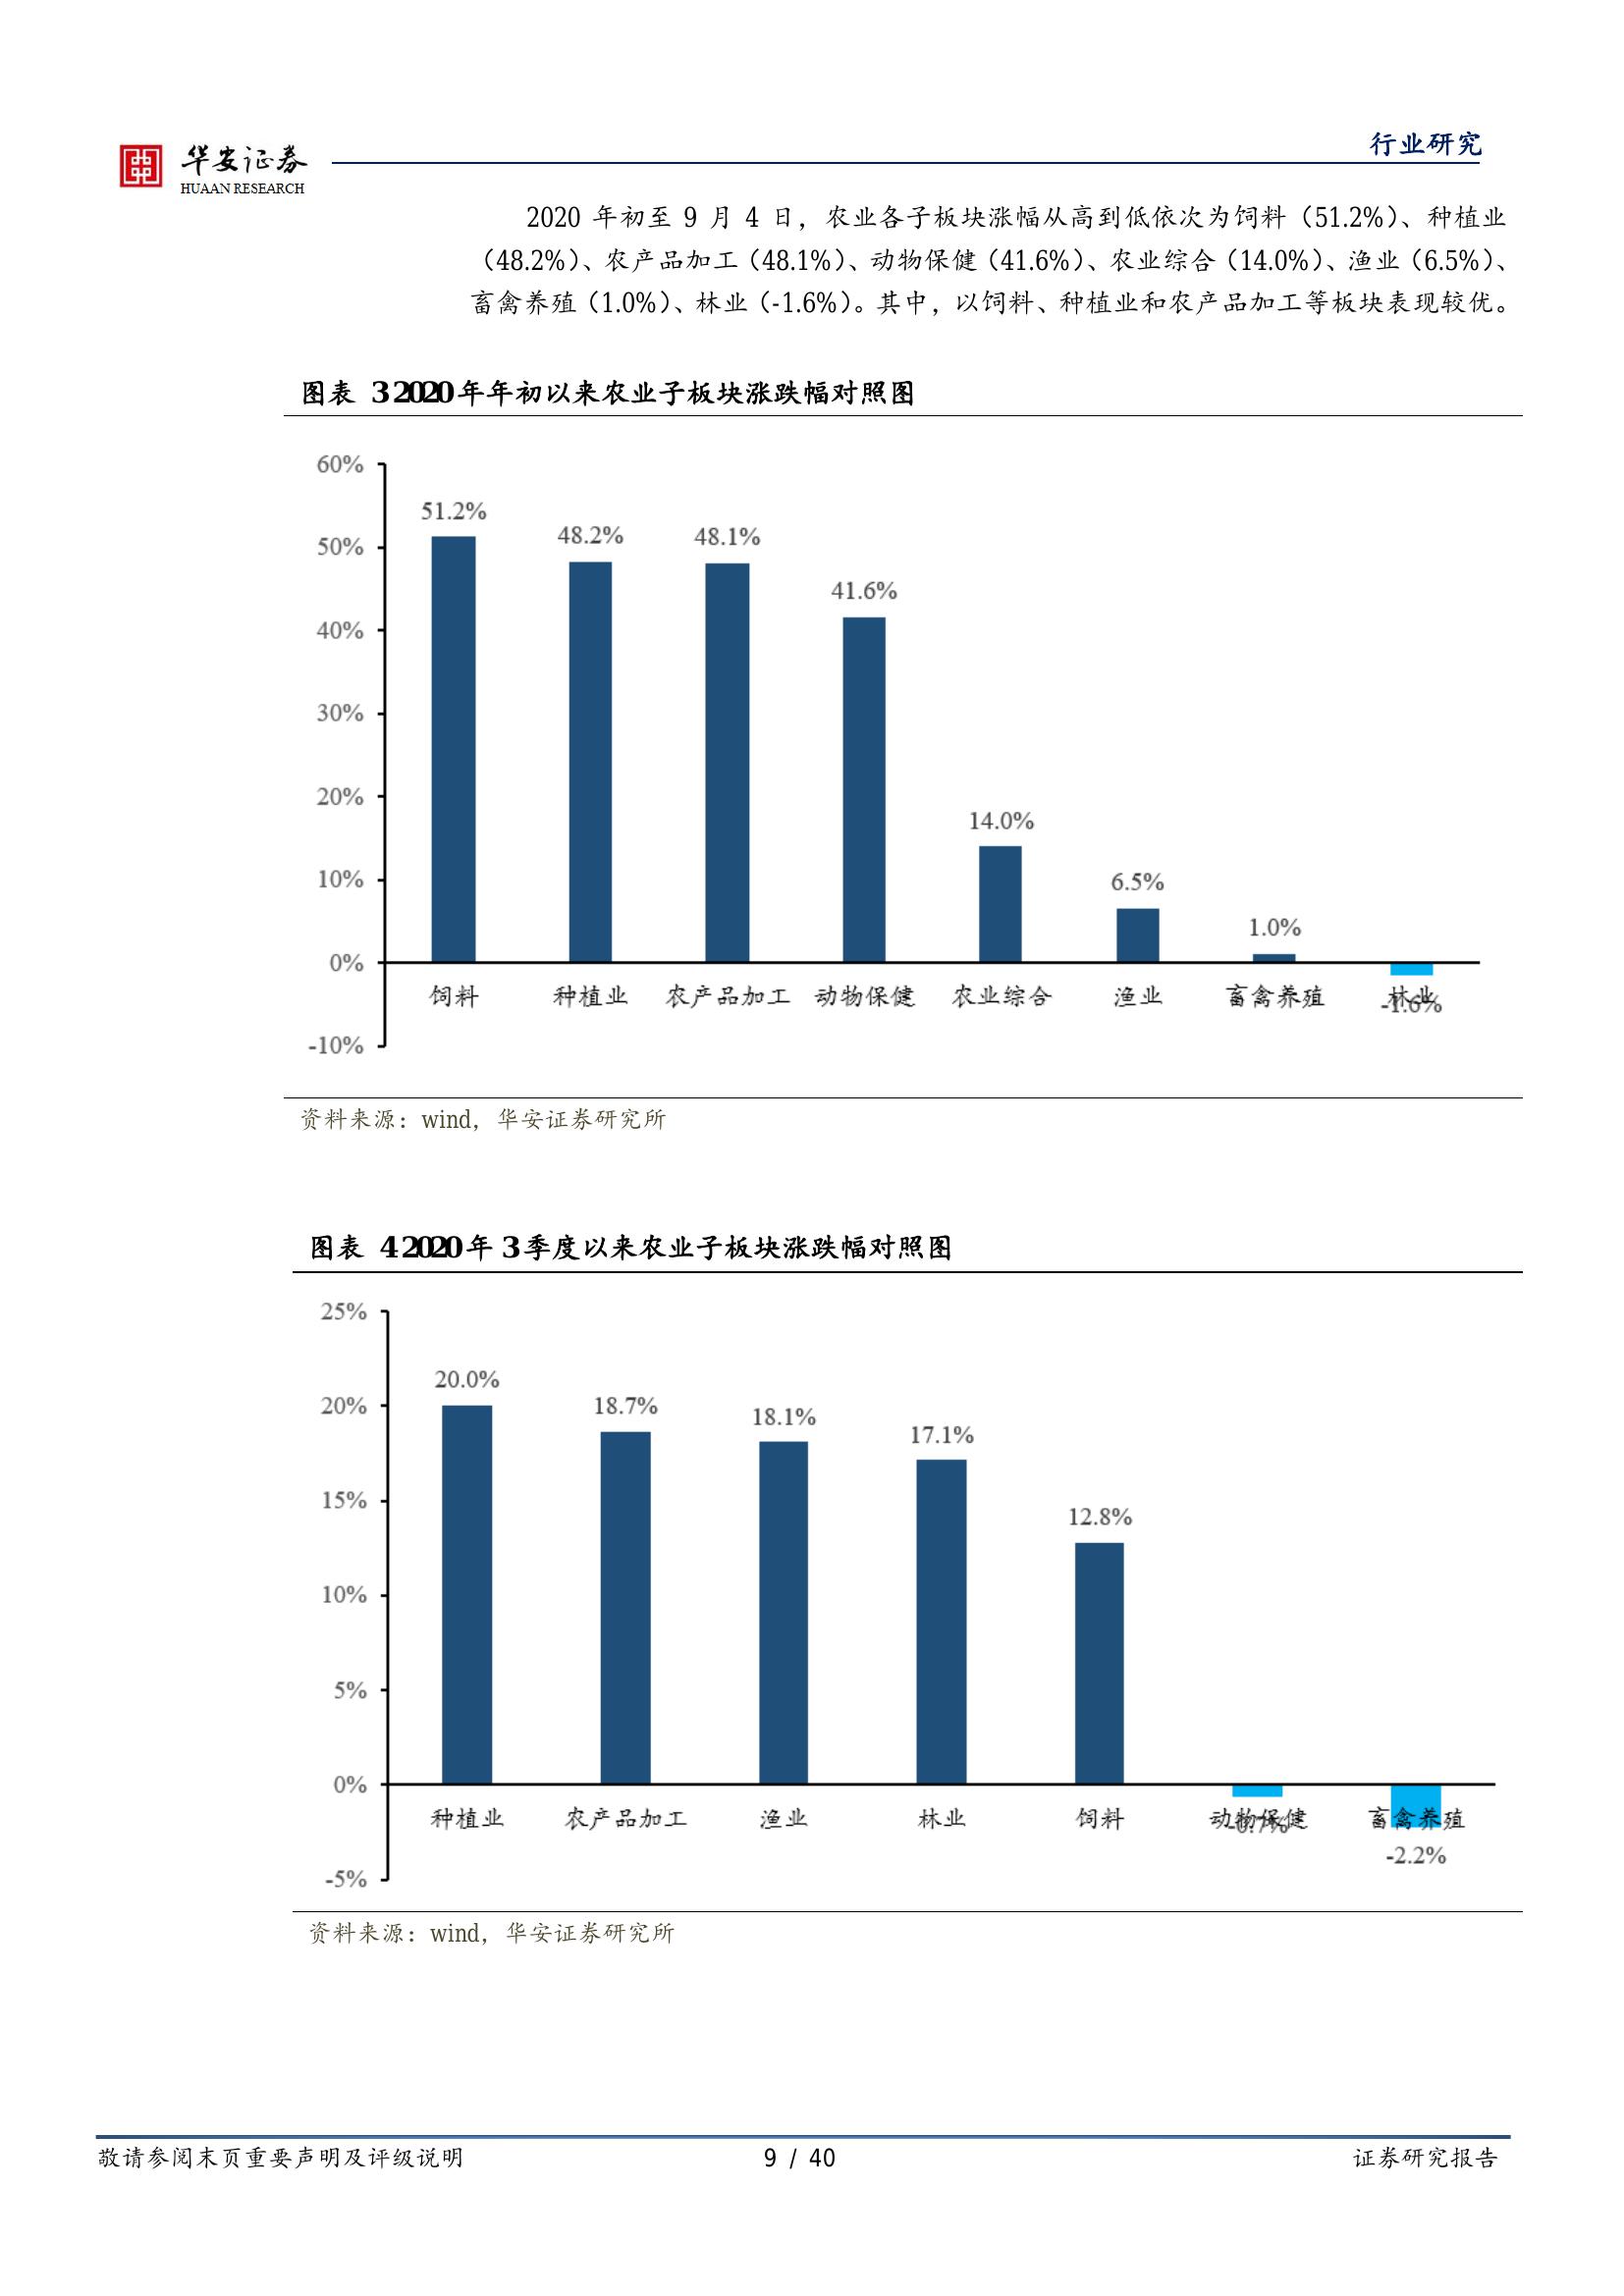 华安证券
HUAAN RESEARCH
行业研究
2020 年初至 9 月 4 日，农业各子板块涨幅从高到低依次为饲料（51.2%）、种植业
（48.2%）、农产品加工（48.1%）、动物保健（41.6%）、农业综合（14.0%）、渔业（6.5%）、
畜禽养殖（1.0%）、林业（-1.6%）。其中，以饲料、种植业和农产品加工等板块表现较优。
图表 3 2020 年年初以来农业子板块涨跌幅对照图
60%
50%
40%
30%
20%
10%
0%
-10%
51.2%
48.2%
48.1%
41.6%
14.0%
6.5%
1.0%
-1.6%
饲料
种植业
农产品加工
动物保健
农业综合
渔业
畜禽养殖
林业
资料来源：wind，华安证券研究所
图表 4 2020 年 3 季度以来农业子板块涨跌幅对照图
25%
20%
15%
10%
5%
0%
-5%
20.0%
18.7%
18.1%
17.1%
12.8%
-0.7%
-2.2%
种植业
农产品加工
渔业
林业
饲料
动物保健
畜禽养殖
资料来源：wind，华安证券研究所
敬请参阅末页重要声明及评级说明
9 / 40
证券研究报告